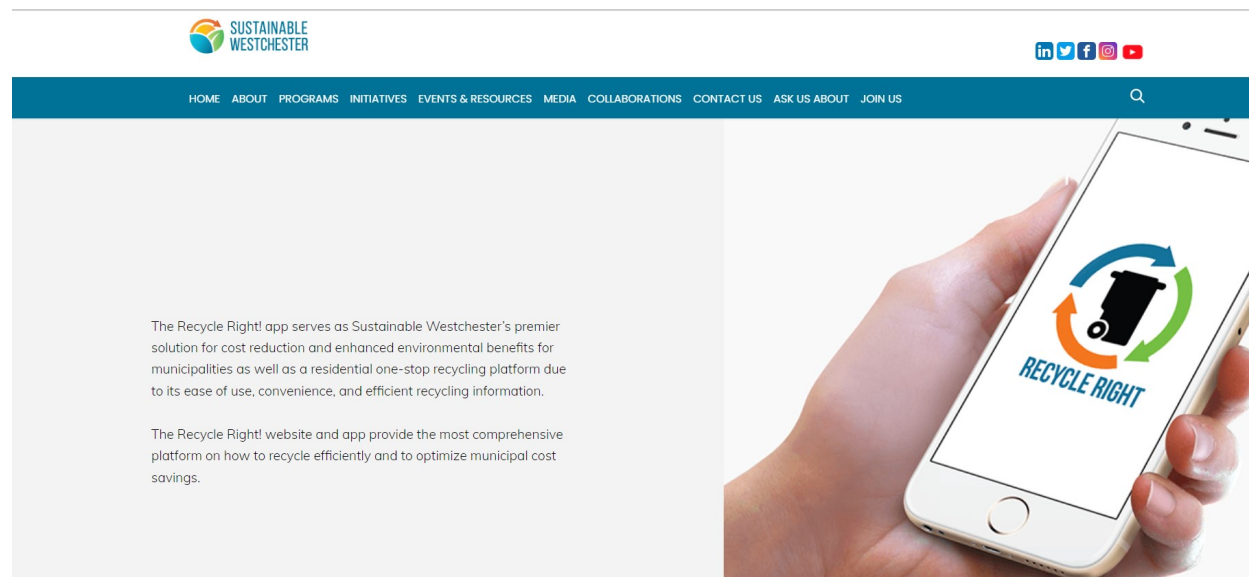 SUSTAINABLE
WESTCHESTER
in f
HOME ABOUT PROGRAMS INITIATIVES EVENTS & RESOURCES MEDIA COLLABORATIONS CONTACT US ASK US ABOUT JOIN US
The Recycle Right! app serves as Sustainable Westchester’s premier
solution for cost reduction and enhanced environmental benefits for
municipalities as well as a residential one-stop recycling platform due
to its ease of use, convenience, and efficient recycling information.
The Recycle Right! website and app provide the most comprehensive
platform on how to recycle efficiently and to optimize municipal cost
savings.
RECYCLE RIGHT